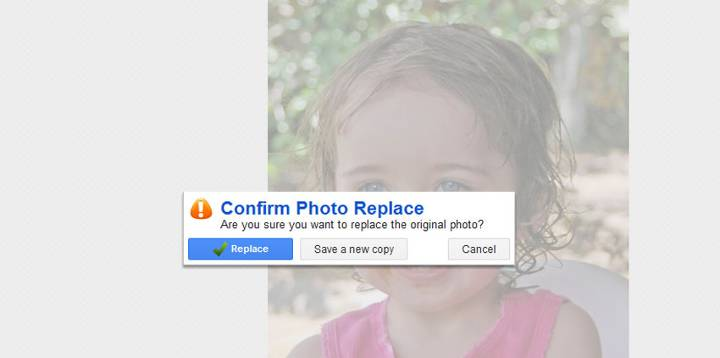 Confirm Photo Replace
Are you sure you want to replace the original photo?
Replace
Save a new copy
Cancel